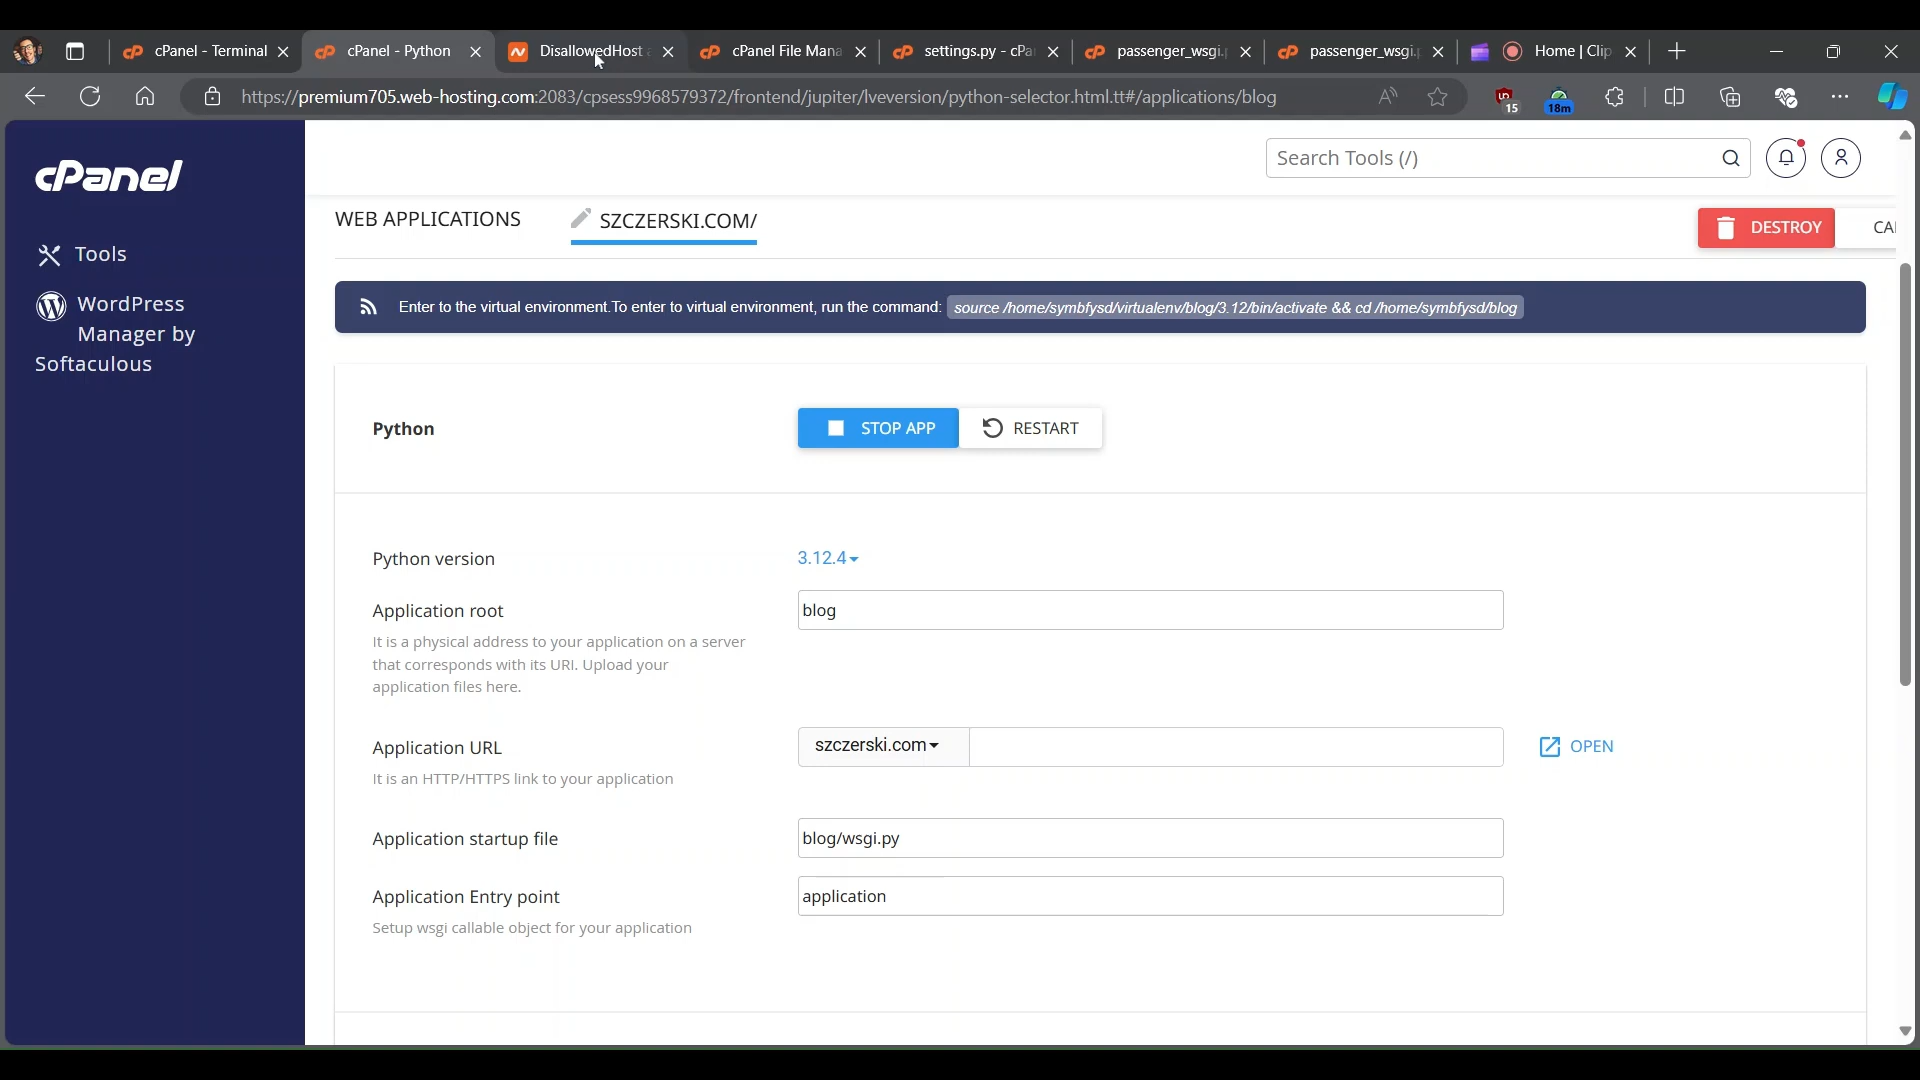 cPanel - Terminal
cPanel - Python
DisallowedHost a
cPanel File Mana
settings.py - cPa
passenger_wsgi.p
passenger_wsgi.p
Home | Clip
https://premium705.web-hosting.com:2083/cpsess9968579372/frontend/jupiter/lveversion/python-selector.html.tt#/applications/blog
15
18m
cPanel
Search Tools (/)
Tools
WordPress
Manager by
Softaculous
WEB APPLICATIONS
SZCZERSKI.COM/
DESTROY
CAI
Enter to the virtual environment.To enter to virtual environment, run the command: source /home/symbfysd/virtualenv/blog/3.12/bin/activate && cd /home/symbfysd/blog
Python
STOP APP
RESTART
Python version
3.12.4
Application root
blog
It is a physical address to your application on a server
that corresponds with its URI. Upload your
application files here.
Application URL
szczerski.com
OPEN
It is an HTTP/HTTPS link to your application
Application startup file
blog/wsgi.py
Application Entry point
application
Setup wsgi callable object for your application